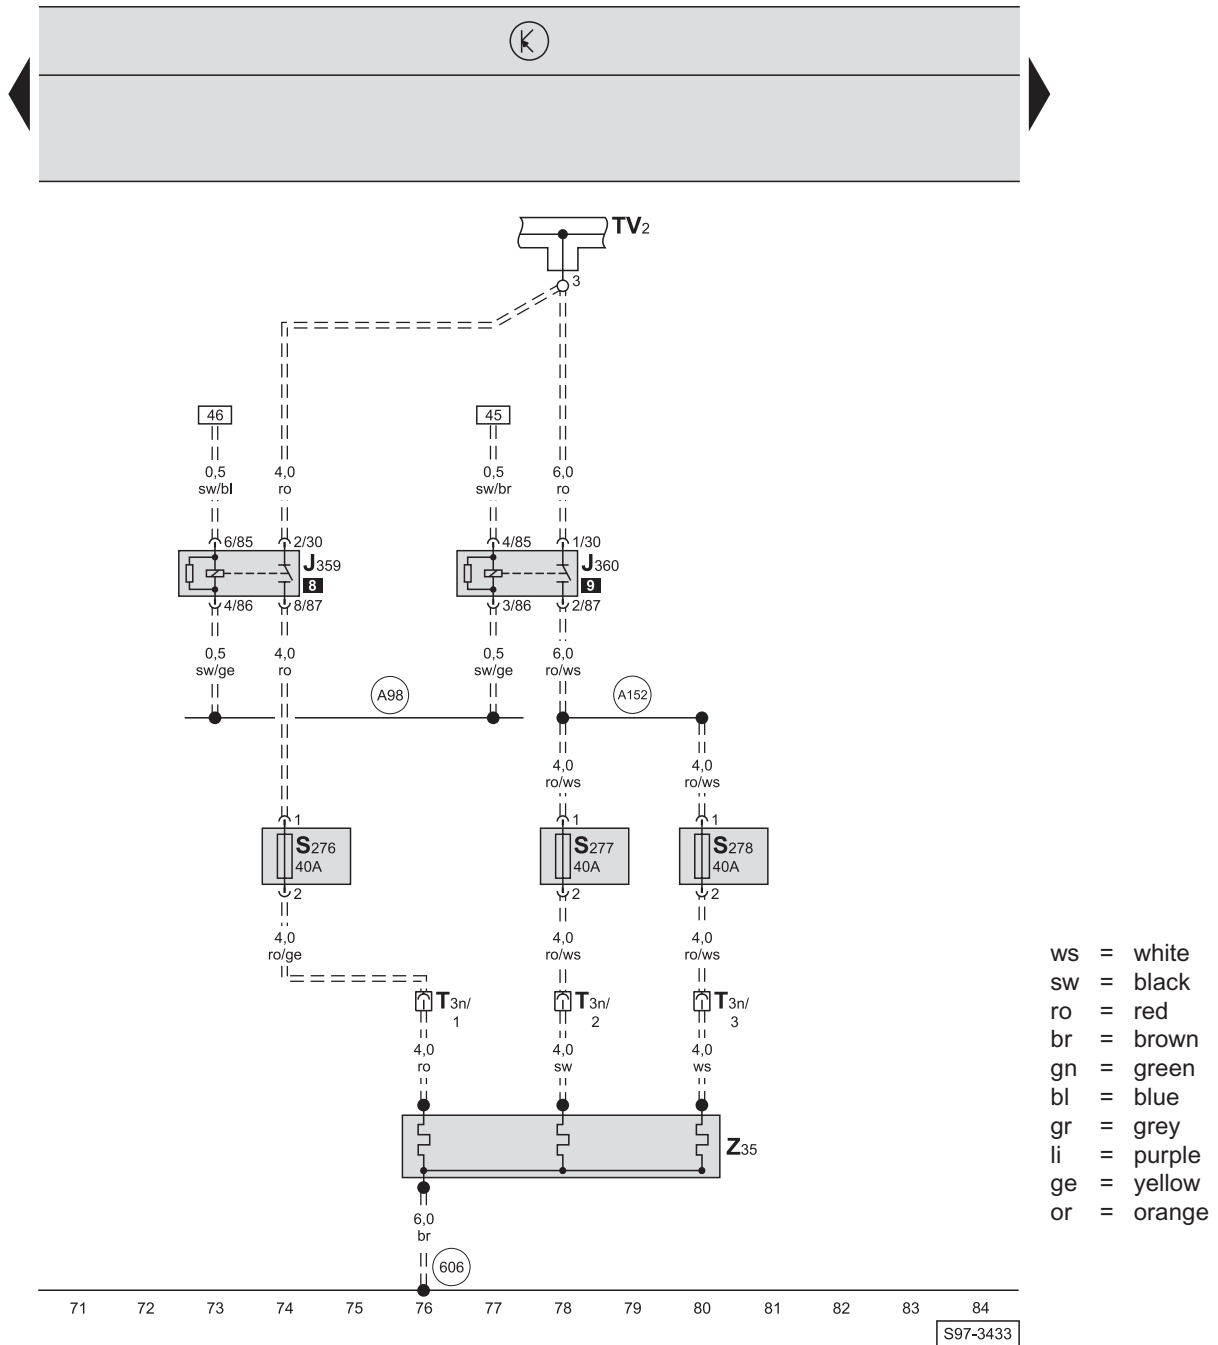 TV2
3
46
45
0,5
sw/bl
4,0
ro
0,5
sw/br
6,0
ro
6/85
2/30
J359
8
4/85
1/30
J360
9
4/86
8/87
3/86
2/87
0,5
sw/ge
4,0
ro
0,5
sw/ge
6,0
ro/ws
A98
A152
4,0
ro/ws
4,0
ro/ws
1
S276
40A
2
1
S277
40A
2
1
S278
40A
2
4,0
ro/ge
4,0
ro/ws
4,0
ro/ws
T3n/
1
T3n/
2
T3n/
3
4,0
ro
4,0
sw
4,0
ws
Z35
6,0
br
606
71 72 73 74 75 76 77 78 79 80 81 82 83 84
S97-3433
ws = white
sw = black
ro = red
br = brown
gn = green
bl = blue
gr = grey
li = purple
ge = yellow
or = orange